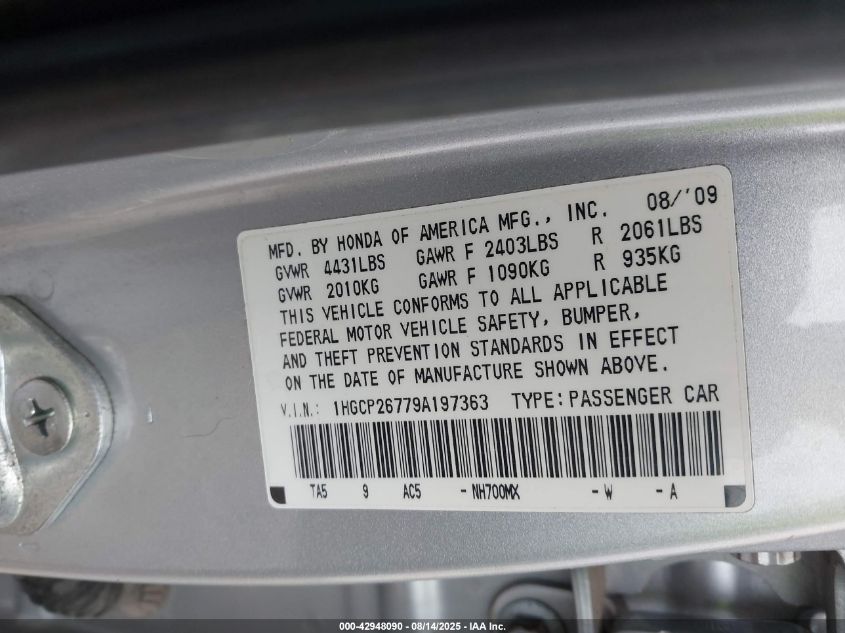 08/'09
MFD. BY HONDA OF AMERICA MFG., INC.
GVWR 4431LBS GAWR F 2403LBS R 2061LBS
GVWR 2010KG GAWR F 1090KG R 935KG
THIS VEHICLE CONFORMS TO ALL APPLICABLE
FEDERAL MOTOR VEHICLE SAFETY, BUMPER,
AND THEFT PREVENTION STANDARDS IN EFFECT
ON THE DATE OF MANUFACTURE SHOWN ABOVE.
V.I.N.: 1HGCP26779A197363 TYPE: PASSENGER CAR
TA5 9 AC5 -NH700MX -W -A
000-42948090 - 08/14/2025 - IAA Inc.